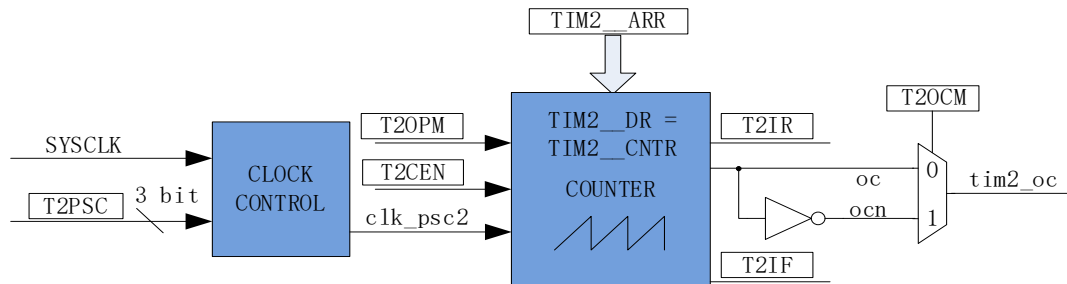 TIM2__ARR
T2OCM
T2OPM
TIM2__DR =
TIM2__CNTR
T2IR
SYSCLK
CLOCK
CONTROL
T2CEN
COUNTER
oc
0
tim2_oc
T2PSC
3 bit
clk_psc2
ocn
1
T2IF